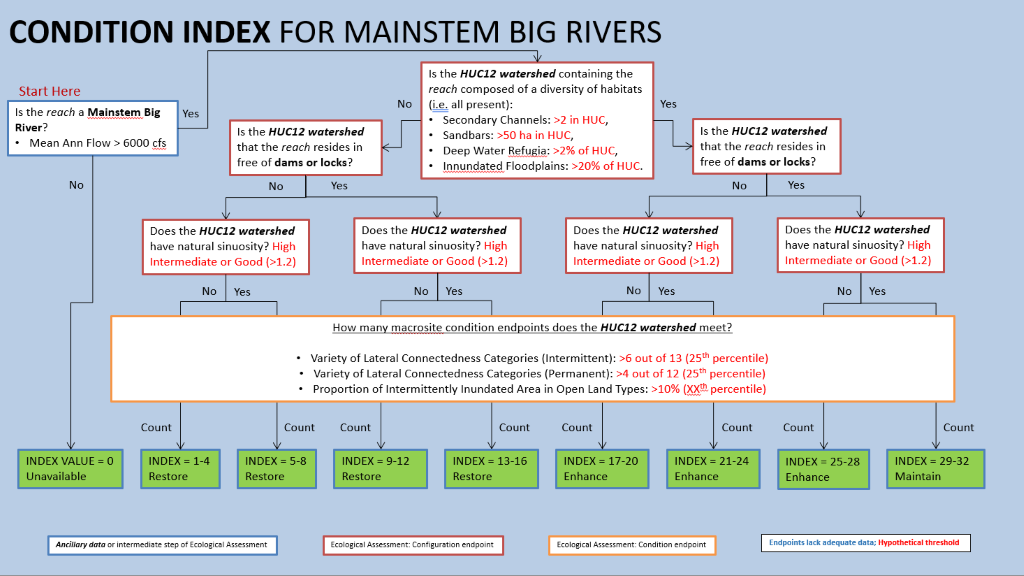 CONDITION INDEX FOR MAINSTEM BIG RIVERS
Start Here
Is the reach a Mainstem Big
River?
• Mean Ann Flow > 6000 cfs
Yes
No
Is the HUC12 watershed containing the
reach composed of a diversity of habitats
(i.e. all present):
• Secondary Channels: >2 in HUC,
• Sandbars: >50 ha in HUC,
• Deep Water Refugia: >2% of HUC,
• Innundated Floodplains: >20% of HUC.
No
Yes
Is the HUC12 watershed
that the reach resides in
free of dams or locks?
No
Yes
Is the HUC12 watershed
that the reach resides in
free of dams or locks?
No
Yes
Does the HUC12 watershed
have natural sinuosity? High
Intermediate or Good (>1.2)
Does the HUC12 watershed
have natural sinuosity? High
Intermediate or Good (>1.2)
Does the HUC12 watershed
have natural sinuosity? High
Intermediate or Good (>1.2)
Does the HUC12 watershed
have natural sinuosity? High
Intermediate or Good (>1.2)
No
Yes
No
Yes
No
Yes
No
Yes
How many macrosite condition endpoints does the HUC12 watershed meet?
• Variety of Lateral Connectedness Categories (Intermittent): >6 out of 13 (25th percentile)
• Variety of Lateral Connectedness Categories (Permanent): >4 out of 12 (25th percentile)
• Proportion of Intermittently Inundated Area in Open Land Types: >10% (XXth percentile)
Count
Count
Count
Count
Count
Count
Count
Count
INDEX VALUE = 0
Unavailable
INDEX = 1-4
Restore
INDEX = 5-8
Restore
INDEX = 9-12
Restore
INDEX = 13-16
Restore
INDEX = 17-20
Enhance
INDEX = 21-24
Enhance
INDEX = 25-28
Enhance
INDEX = 29-32
Maintain
Ancillary data or intermediate step of Ecological Assessment
Ecological Assessment: Configuration endpoint
Ecological Assessment: Condition endpoint
Endpoints lack adequate data; Hypothetical threshold